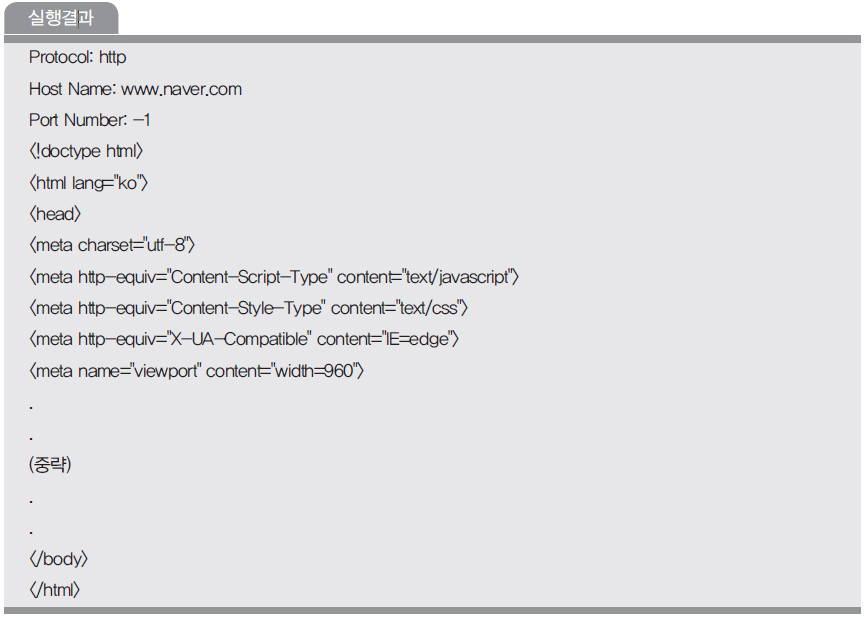 실행결과
Protocol: http
Host Name: www.naver.com
Port Number: -1
<!doctype html>
<html lang="ko">
<head>
<meta charset="utf-8">
<meta http-equiv="Content-Script-Type" content="text/javascript">
<meta http-equiv="Content-Style-Type" content="text/css">
<meta http-equiv="X-UA-Compatible" content="IE=edge">
<meta name="viewport" content="width=960">
.
.
(중략)
.
.
</body>
</html>